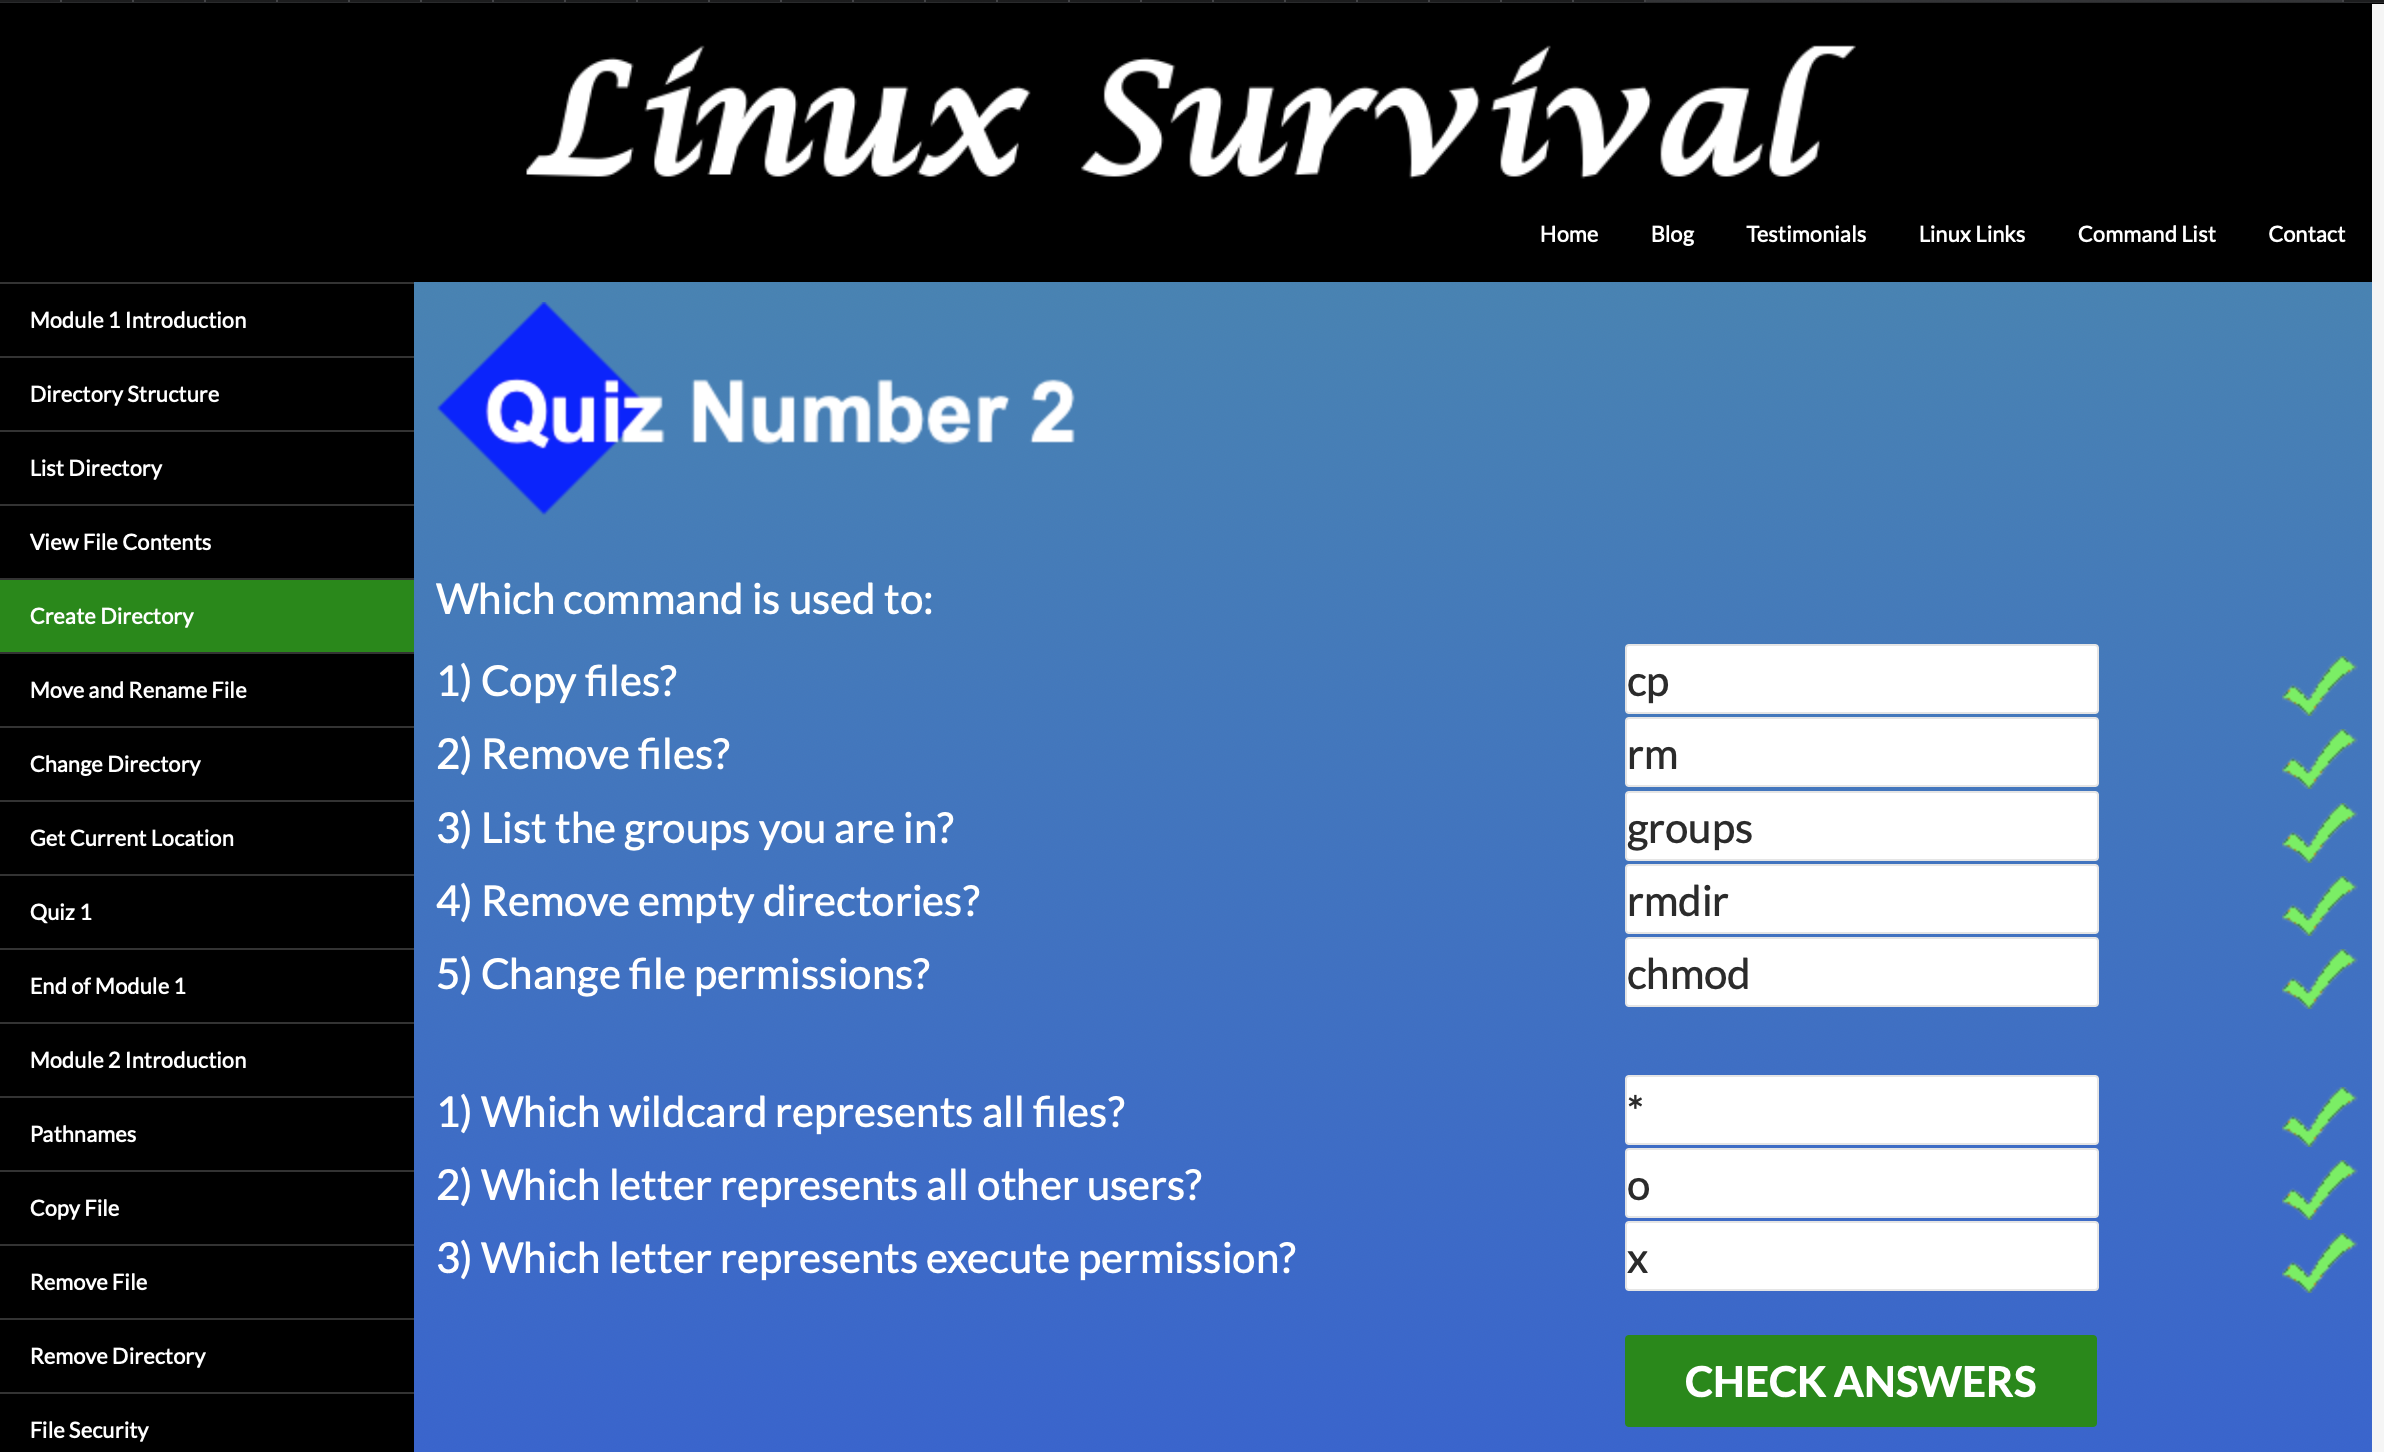 Linux Survival
Home Blog Testimonials Linux Links Command List Contact
Module 1 Introduction
Directory Structure
List Directory
View File Contents
Create Directory
Move and Rename File
Change Directory
Get Current Location
Quiz 1
End of Module 1
Module 2 Introduction
Pathnames
Copy File
Remove File
Remove Directory
File Security
Quiz Number 2
Which command is used to:
1) Copy files? cp
2) Remove files? rm
3) List the groups you are in? groups
4) Remove empty directories? rmdir
5) Change file permissions? chmod
1) Which wildcard represents all files? *
2) Which letter represents all other users? o
3) Which letter represents execute permission? x
CHECK ANSWERS